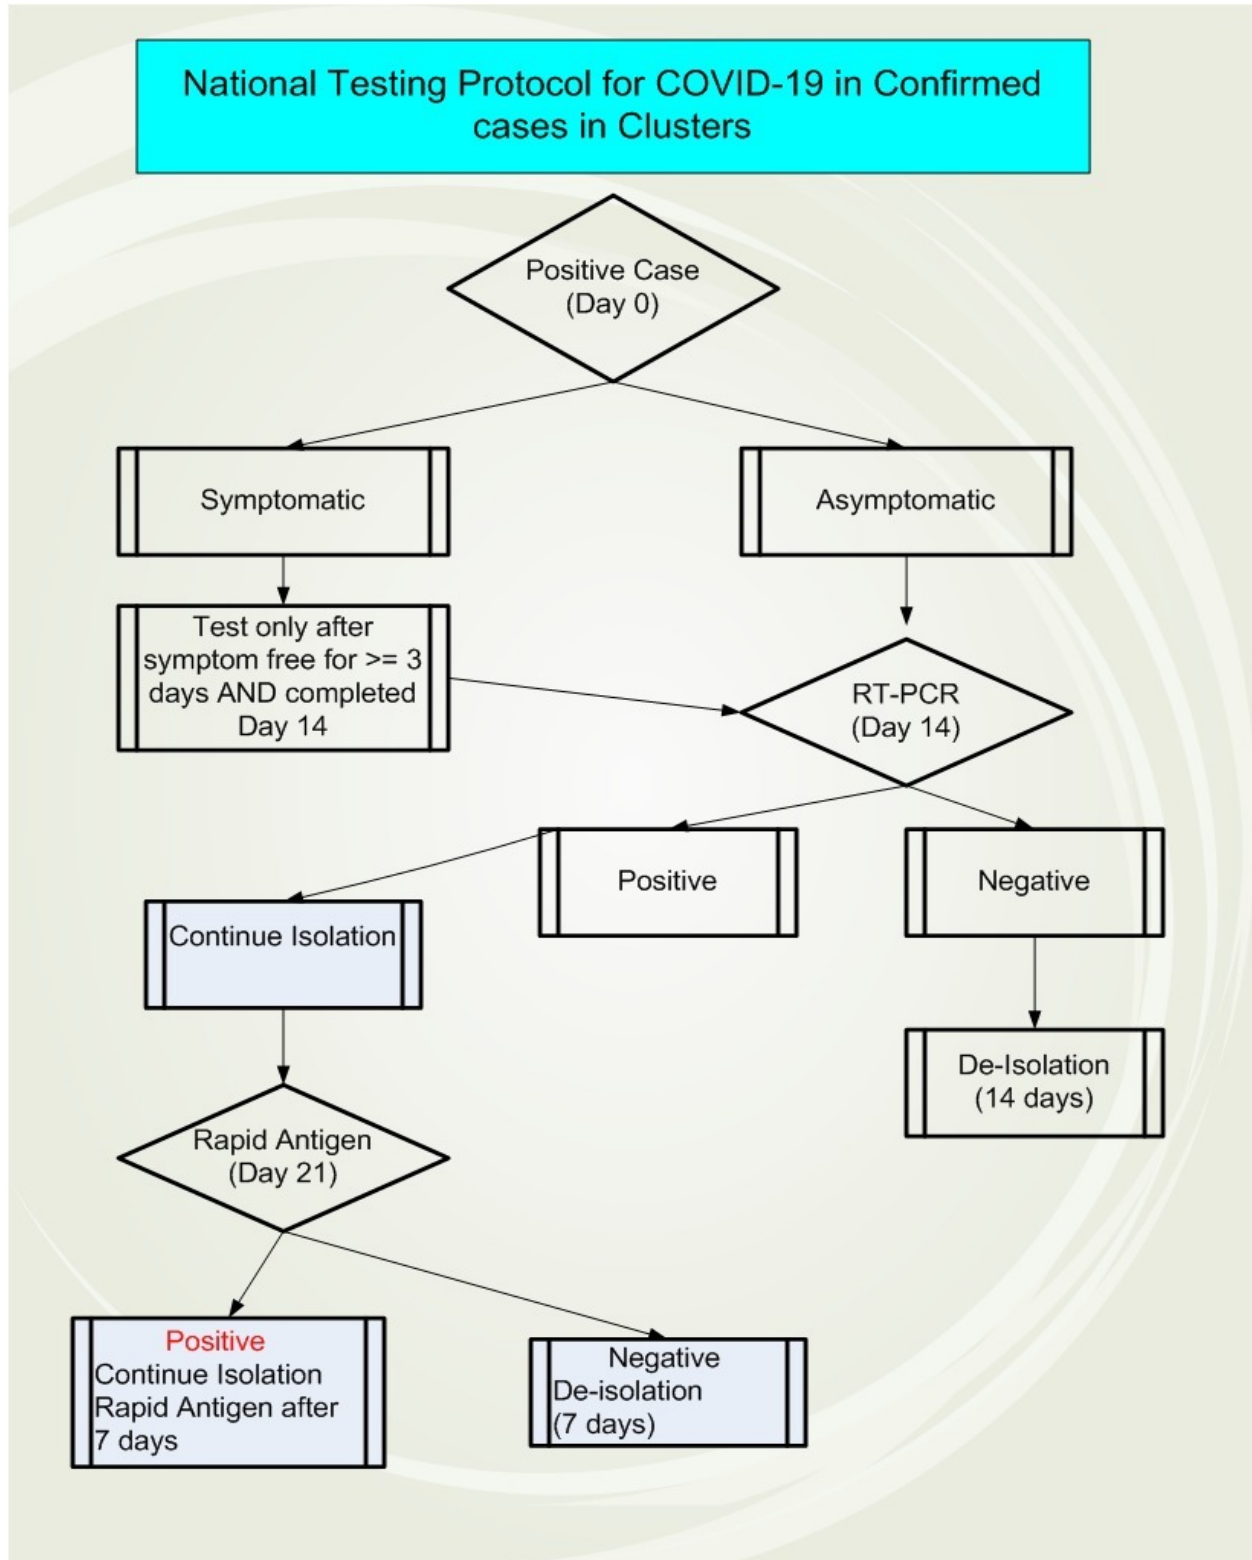 National Testing Protocol for COVID-19 in Confirmed
cases in Clusters
Positive Case
(Day 0)
Symptomatic
Asymptomatic
Test only after
symptom free for >= 3
days AND completed
Day 14
RT-PCR
(Day 14)
Positive
Negative
Continue Isolation
De-Isolation
(14 days)
Rapid Antigen
(Day 21)
Positive
Continue Isolation
Rapid Antigen after
7 days
Negative
De-isolation
(7 days)